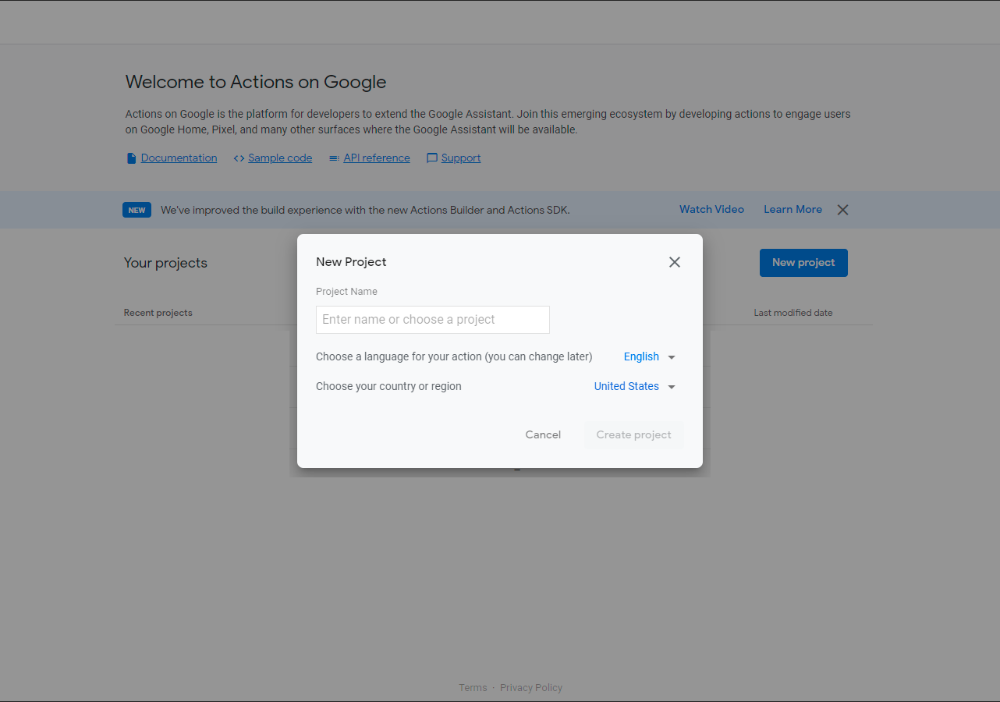 Welcome to Actions on Google
Actions on Google is the platform for developers to extend the Google Assistant. Join this emerging ecosystem by developing actions to engage users
on Google Home, Pixel, and many other surfaces where the Google Assistant will be available.
Documentation Sample code API reference Support
NEW We've improved the build experience with the new Actions Builder and Actions SDK. Watch Video Learn More
Your projects New project
Recent projects Last modified date
New Project
Project Name
Enter name or choose a project
Choose a language for your action (you can change later) English
Choose your country or region United States
Cancel Create project
Terms · Privacy Policy